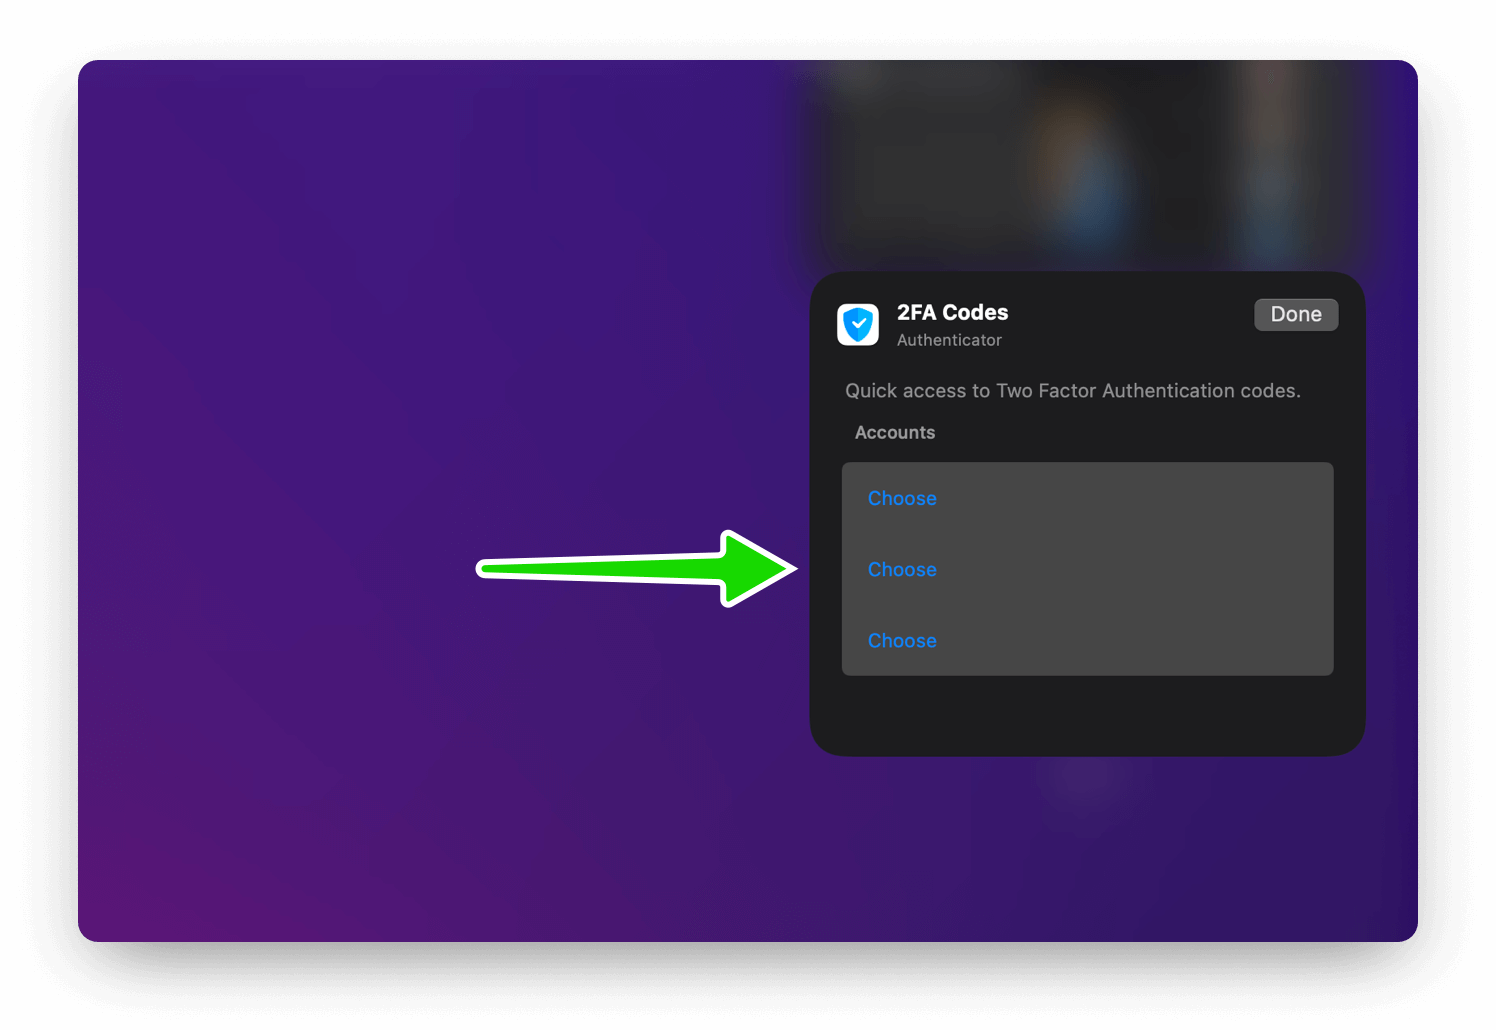 2FA Codes
Done
Authenticator
Quick access to Two Factor Authentication codes.
Accounts
Choose
Choose
Choose